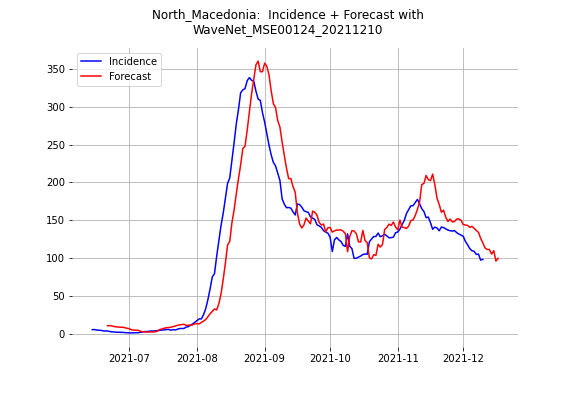 North_Macedonia:  Incidence + Forecast with
WaveNet_MSE00124_20211210
Incidence
Forecast
350
300
250
200
150
100
50
0
2021-07 2021-08 2021-09 2021-10 2021-11 2021-12